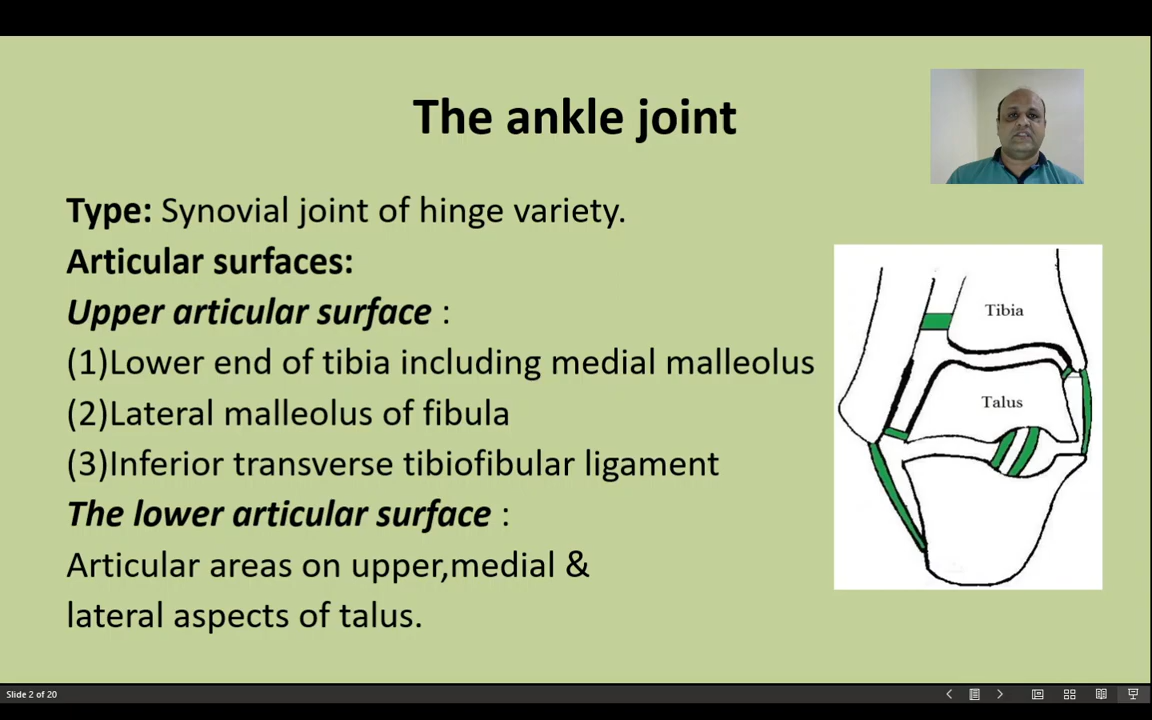 The ankle joint
Type: Synovial joint of hinge variety.
Articular surfaces:
Upper articular surface :
(1)Lower end of tibia including medial malleolus
(2)Lateral malleolus of fibula
(3)Inferior transverse tibiofibular ligament
The lower articular surface :
Articular areas on upper,medial &
lateral aspects of talus.
Tibia
Talus
Slide 2 of 20